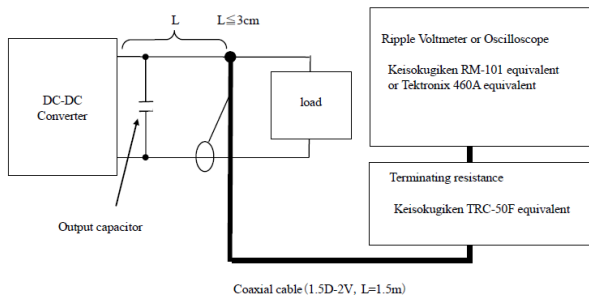 L
L≦3cm
DC-DC
Converter
load
Output capacitor
Ripple Voltmeter or Oscilloscope
Keisokugiken RM-101 equivalent
or Tektronix 460A equivalent
Terminating resistance
Keisokugiken TRC-50F equivalent
Coaxial cable (1.5D-2V, L=1.5m)